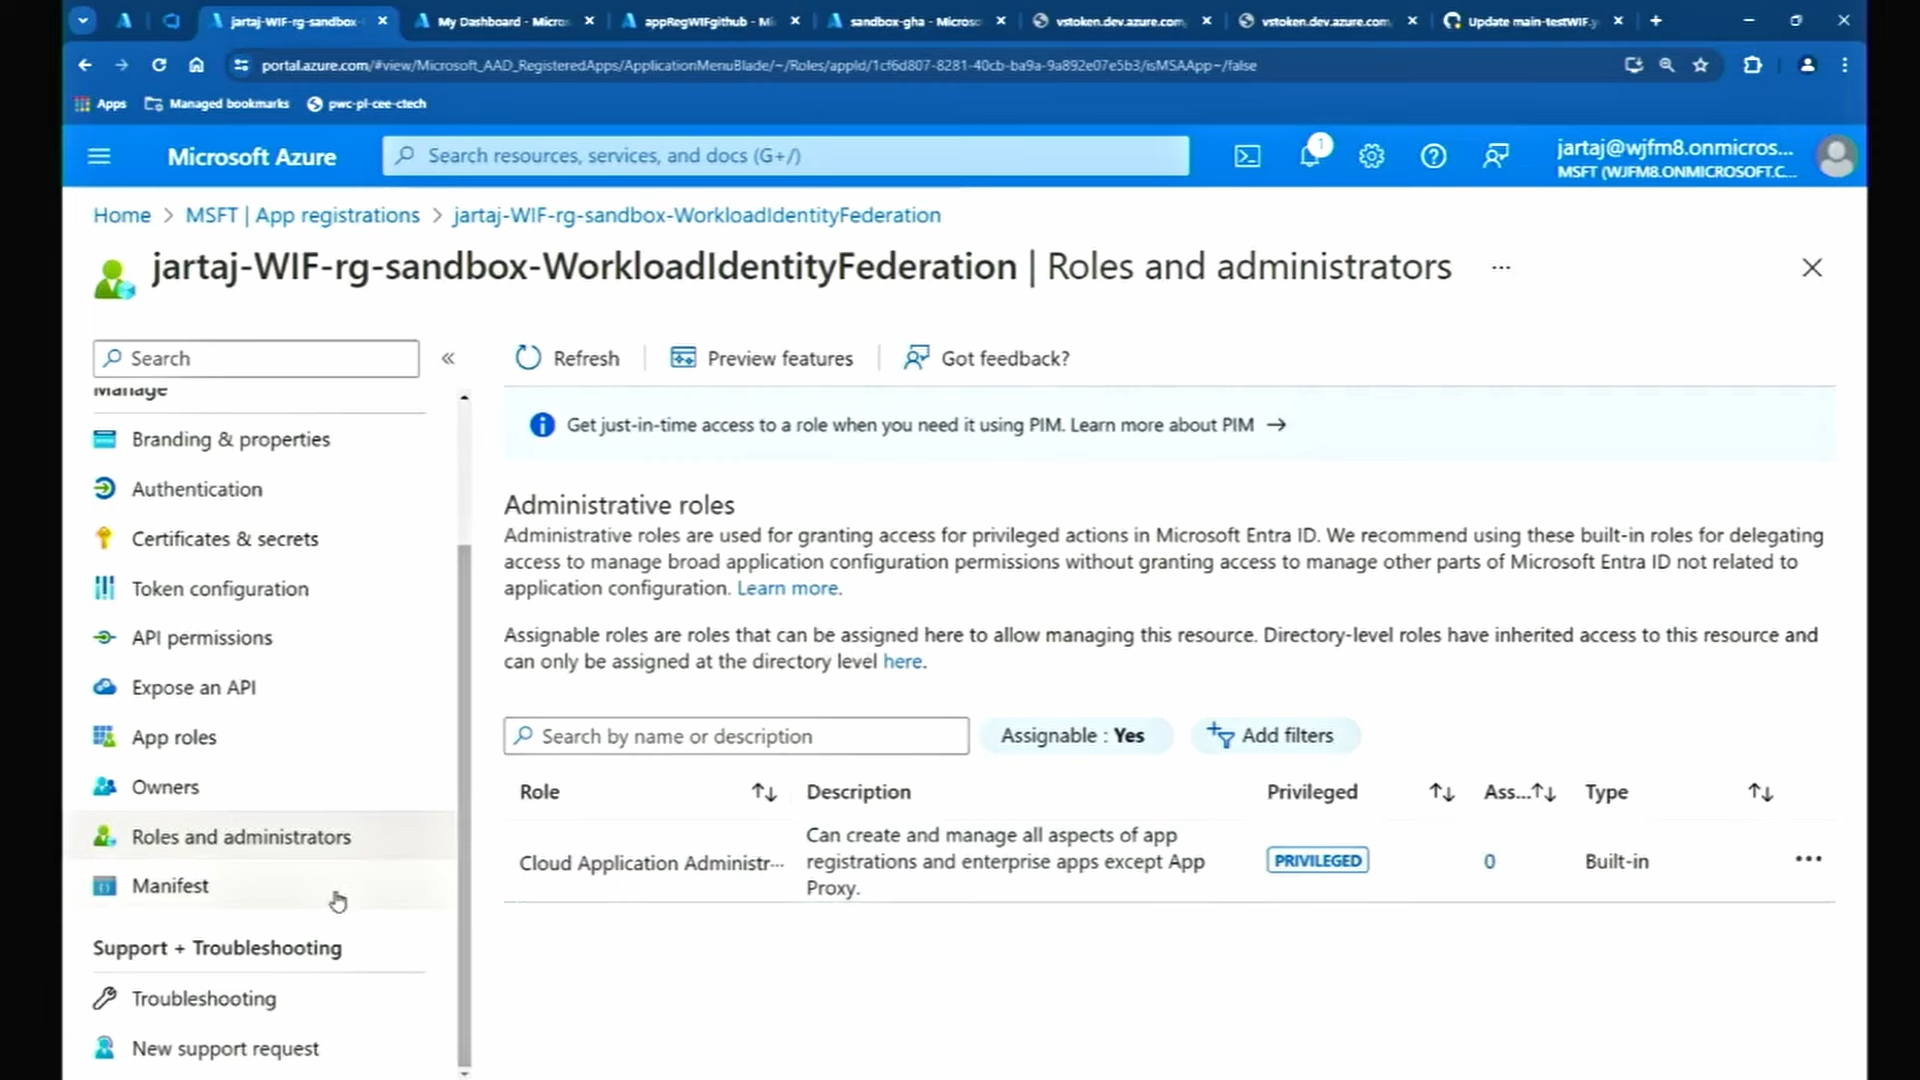 jartaj-WIF-rg-sandbox-
My Dashboard - Micros
appRegWIFgithub - Mi
sandbox-gha - Microso
vstoken.dev.azure.com
vstoken.dev.azure.com
Update main-testWIF.y
portal.azure.com/#view/Microsoft_AAD_RegisteredApps/ApplicationMenuBlade/~/Roles/appId/1cf6d807-8281-40cb-ba9a-9a892e07e5b3/isMSAApp~/false
Apps
Managed bookmarks
pwc-pl-cee-ctech
Microsoft Azure
Search resources, services, and docs (G+/)
1
jartaj@wjfm8.onmicros...
MSFT (WJFM8.ONMICROSOFT.C...
Home > MSFT | App registrations > jartaj-WIF-rg-sandbox-WorkloadIdentityFederation
jartaj-WIF-rg-sandbox-WorkloadIdentityFederation | Roles and administrators ...
Search
«
Manage
Branding & properties
Authentication
Certificates & secrets
Token configuration
API permissions
Expose an API
App roles
Owners
Roles and administrators
Manifest
Support + Troubleshooting
Troubleshooting
New support request
Refresh
Preview features
Got feedback?
Get just-in-time access to a role when you need it using PIM. Learn more about PIM →
Administrative roles
Administrative roles are used for granting access for privileged actions in Microsoft Entra ID. We recommend using these built-in roles for delegating
access to manage broad application configuration permissions without granting access to manage other parts of Microsoft Entra ID not related to
application configuration. Learn more.
Assignable roles are roles that can be assigned here to allow managing this resource. Directory-level roles have inherited access to this resource and
can only be assigned at the directory level here.
Search by name or description
Assignable : Yes
Add filters
Role
Description
Privileged
Ass...
Type
Cloud Application Administr...
Can create and manage all aspects of app
registrations and enterprise apps except App
Proxy.
PRIVILEGED
0
Built-in
...